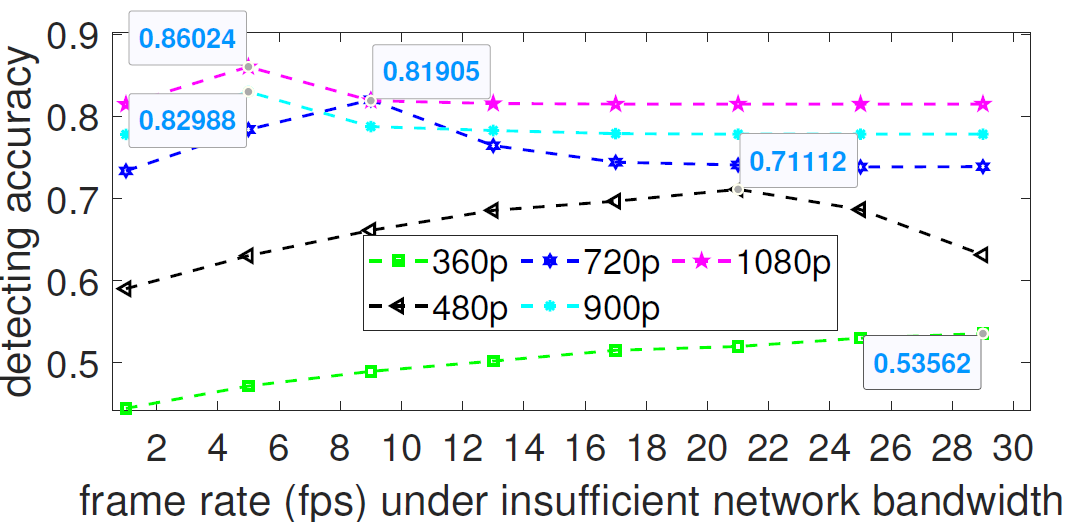 detecting accuracy
0.9
0.8
0.7
0.6
0.5
0.86024
0.81905
0.82988
0.71112
360p 720p 1080p
480p 900p
0.53562
2 4 6 8 10 12 14 16 18 20 22 24 26 28 30
frame rate (fps) under insufficient network bandwidth